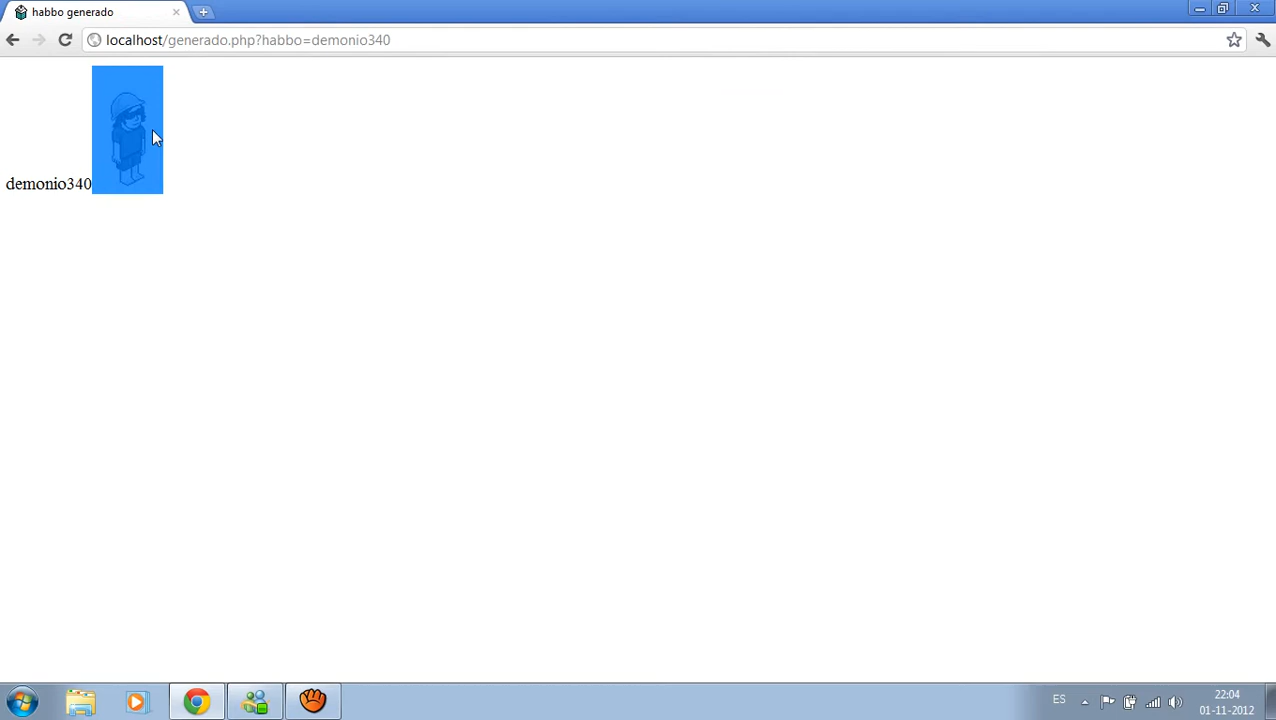 habbo generado
localhost/generado.php?habbo=demonio340
demonio340
ES
22:04
01-11-2012